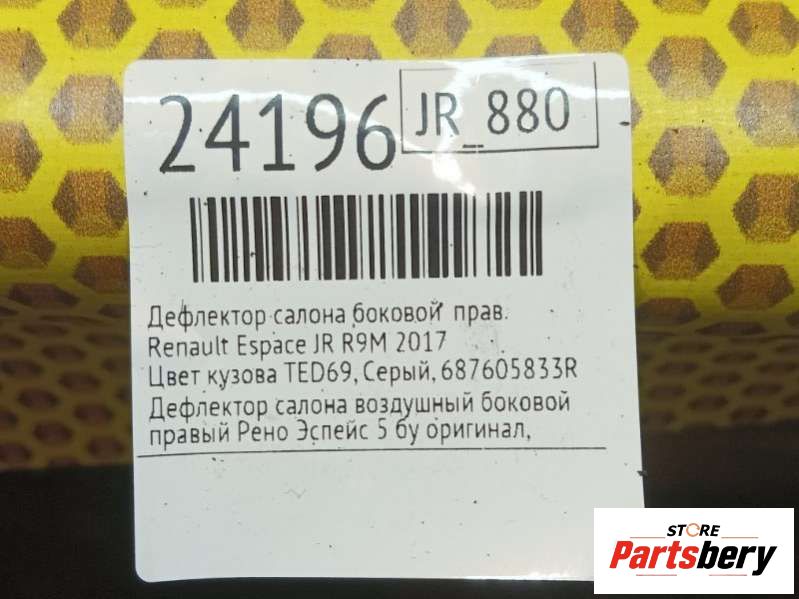 24196
JR_880
Дефлектор салона боковой прав.
Renault Espace JR R9M 2017
Цвет кузова TED69, Серый, 687605833R
Дефлектор салона воздушный боковой
правый Рено Эспейс 5 бу оригинал,
STORE
Partsbery